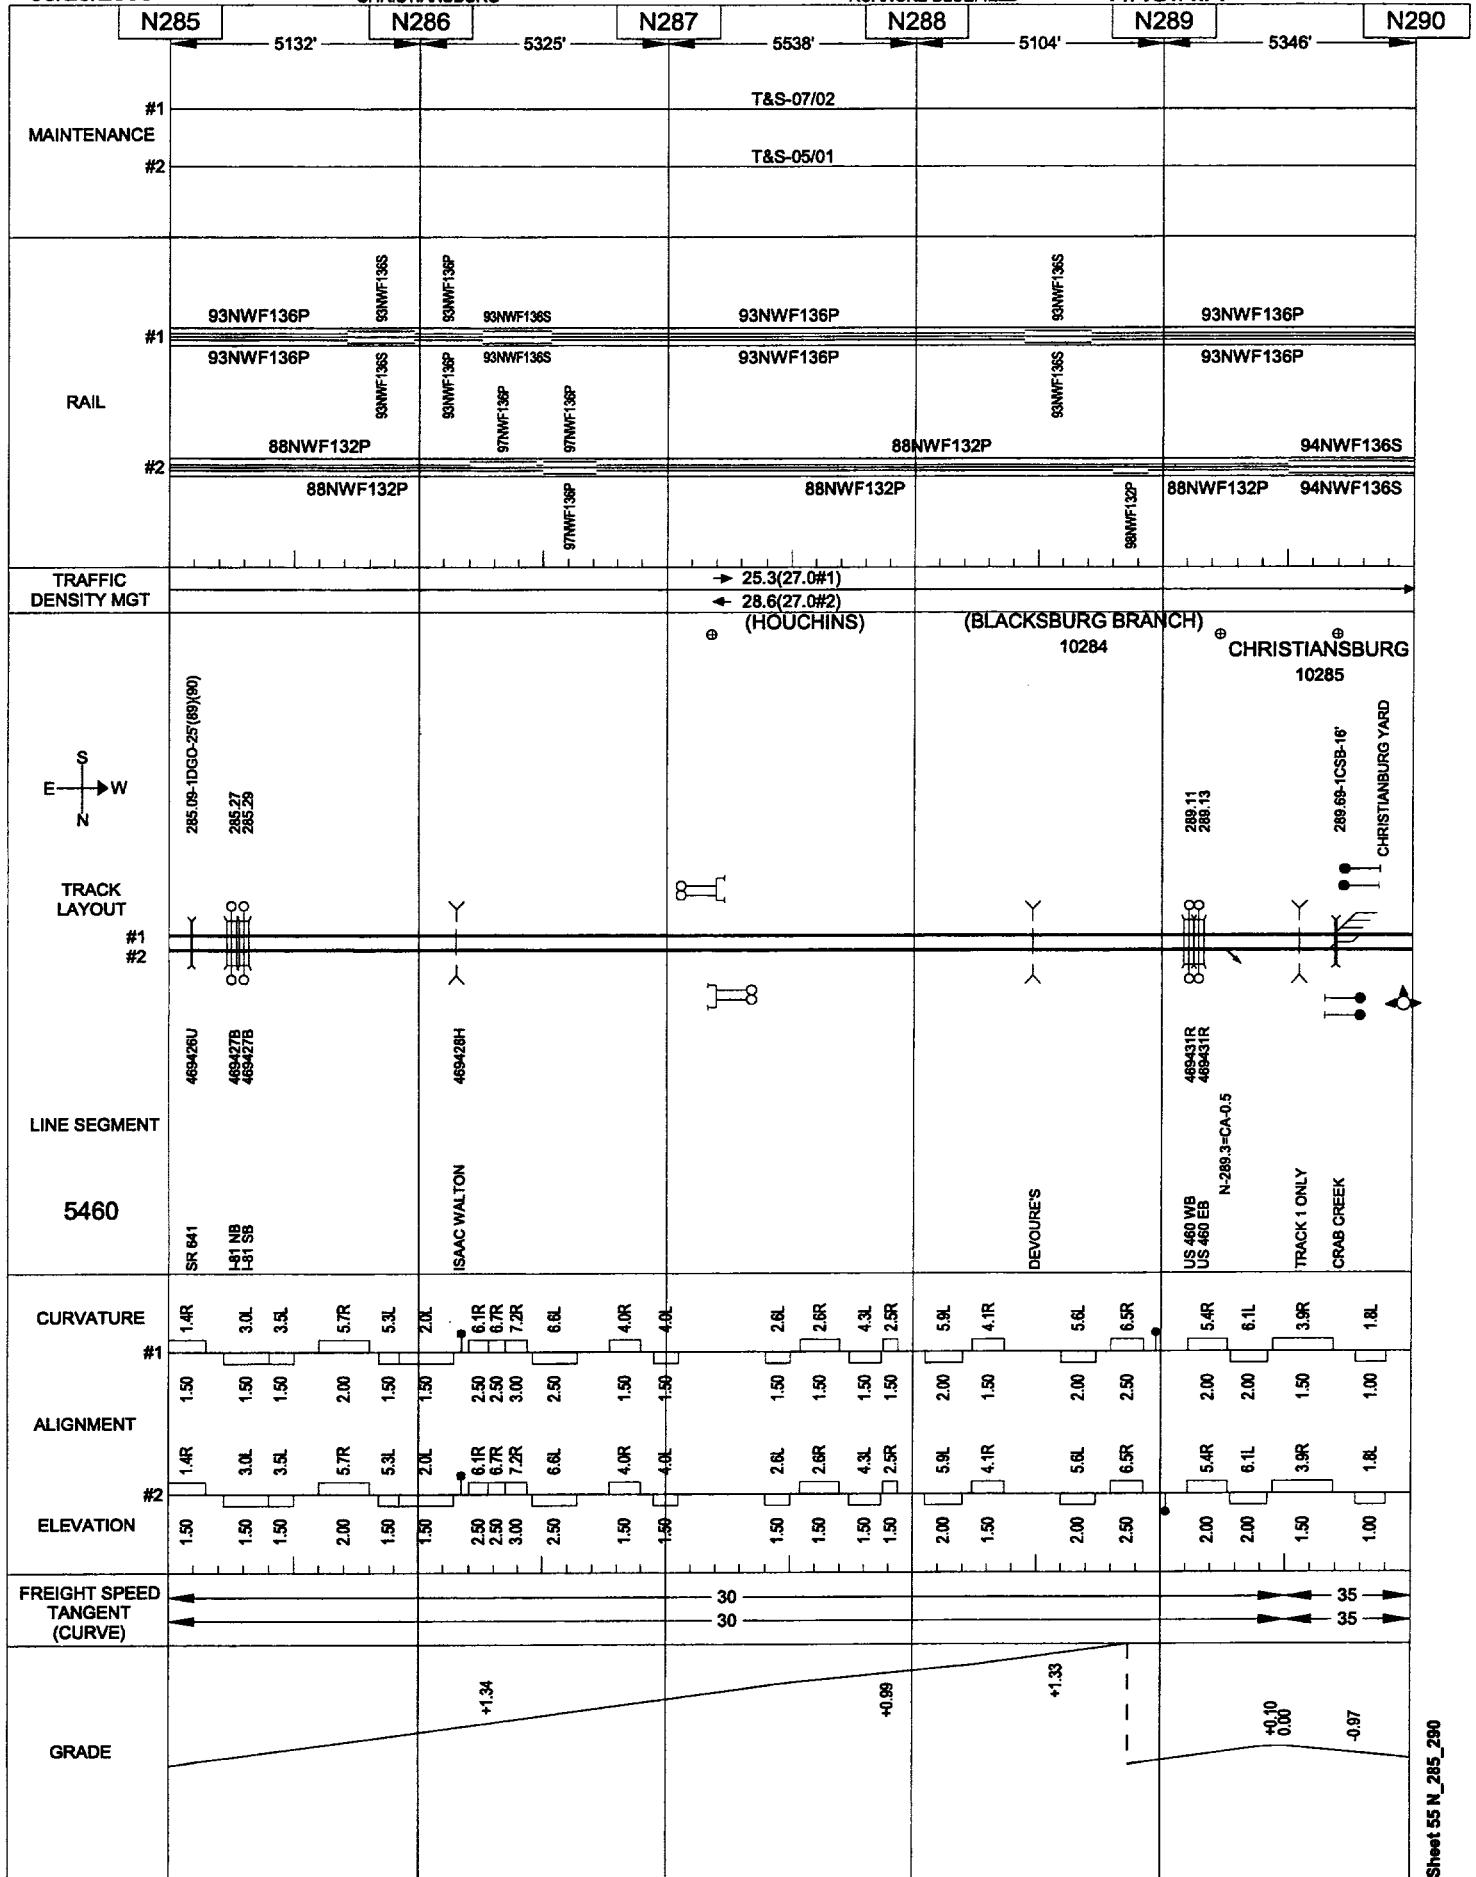 CHRISTIANSBURG
N285 N286 N287 N288 N289 N290
5132' 5325' 5538' 5104' 5346'
#1 T&S-07/02
MAINTENANCE
#2 T&S-05/01
93NWF136S 93NWF136P 93NWF136S
93NWF136P 93NWF136S 93NWF136P 93NWF136P
#1
93NWF136P 93NWF136S 93NWF136P 93NWF136P
93NWF136S 93NWF136P 93NWF136S
RAIL
97NWF136P 97NWF136P
88NWF132P 88NWF132P 94NWF136S
#2
88NWF132P 88NWF132P 88NWF132P 94NWF136S
97NWF136P 98NWF132P
TRAFFIC
DENSITY MGT
25.3(27.0#1)
28.6(27.0#2)
(HOUCHINS) (BLACKSBURG BRANCH)
10284
CHRISTIANSBURG
10285
285.09-1DGO-25'(89)(90)
285.27
285.29
289.11
289.13
289.69-1CSB-16'
CHRISTIANBURG YARD
S
E W
N
TRACK
LAYOUT
#1
#2
469426U
469427B
469427B
469428H
469431R
469431R
LINE SEGMENT
5460
SR 641
I-81 NB
I-81 SB
ISAAC WALTON
DEVOURE'S
US 460 WB
US 460 EB
N-289.3=CA-0.5
TRACK 1 ONLY
CRAB CREEK
CURVATURE
1.4R 3.0L 3.5L 5.7R 5.3L 2.0L 6.1R 6.7R 7.2R 6.6L 4.0R 4.0L 2.6L 2.6R 4.3L 2.5R 5.9L 4.1R 5.6L 6.5R 5.4R 6.1L 3.9R 1.8L
#1
1.50 1.50 1.50 2.00 1.50 1.50 2.50 2.50 3.00 2.50 1.50 1.50 1.50 1.50 1.50 1.50 2.00 1.50 2.00 2.50 2.00 2.00 1.50 1.00
ALIGNMENT
1.4R 3.0L 3.5L 5.7R 5.3L 2.0L 6.1R 6.7R 7.2R 6.6L 4.0R 4.0L 2.6L 2.6R 4.3L 2.5R 5.9L 4.1R 5.6L 6.5R 5.4R 6.1L 3.9R 1.8L
#2
ELEVATION
1.50 1.50 1.50 2.00 1.50 1.50 2.50 2.50 3.00 2.50 1.50 1.50 1.50 1.50 1.50 1.50 2.00 1.50 2.00 2.50 2.00 2.00 1.50 1.00
FREIGHT SPEED
TANGENT
(CURVE)
30 35
30 35
GRADE
+1.34 +0.99 +1.33 +0.10 0.00 -0.97
Sheet 55 N_285_290